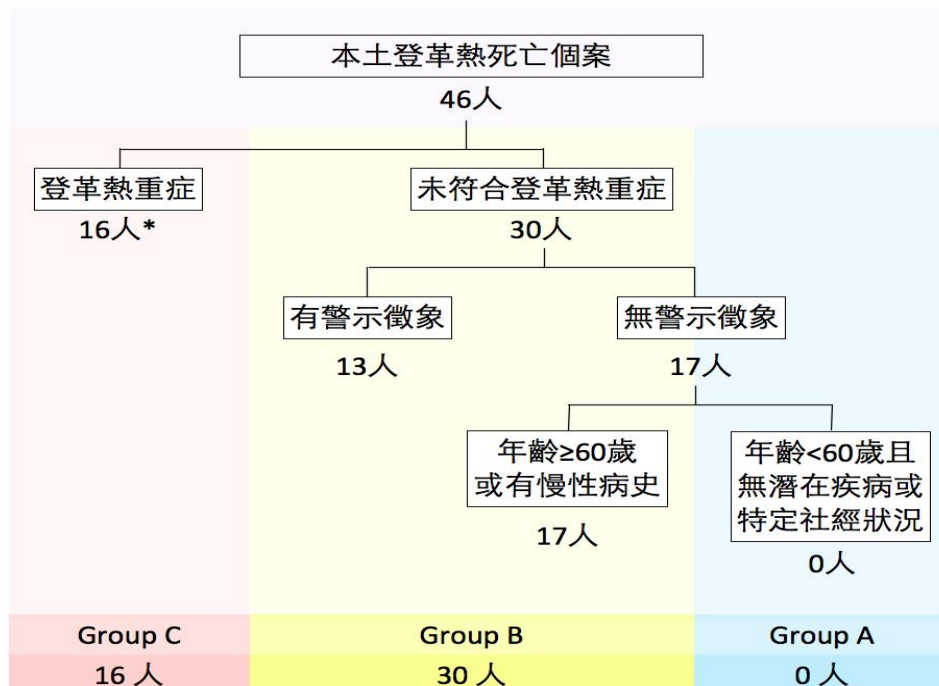 本土登革熱死亡個案
46人
登革熱重症
16人*
未符合登革熱重症
30人
有警示徵象
13人
無警示徵象
17人
年齡≥60歲
或有慢性病史
17人
年齡<60歲且
無潛在疾病或
特定社經狀況
0人
Group C
Group B
Group A
16 人
30 人
0 人